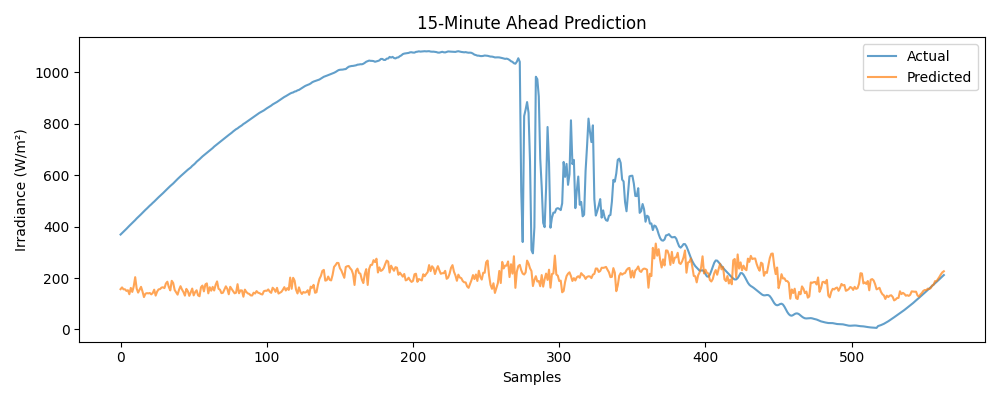 15-Minute Ahead Prediction
Actual
Predicted
Irradiance (W/m²)
1000
800
600
400
200
0
0 100 200 300 400 500
Samples